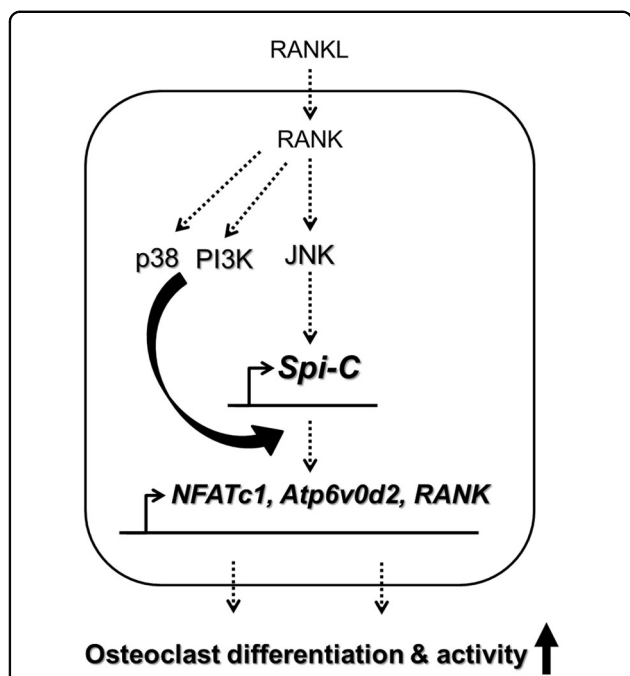 RANKL
RANK
p38 PI3K JNK
Spi-C
NFATc1, Atp6v0d2, RANK
Osteoclast differentiation & activity